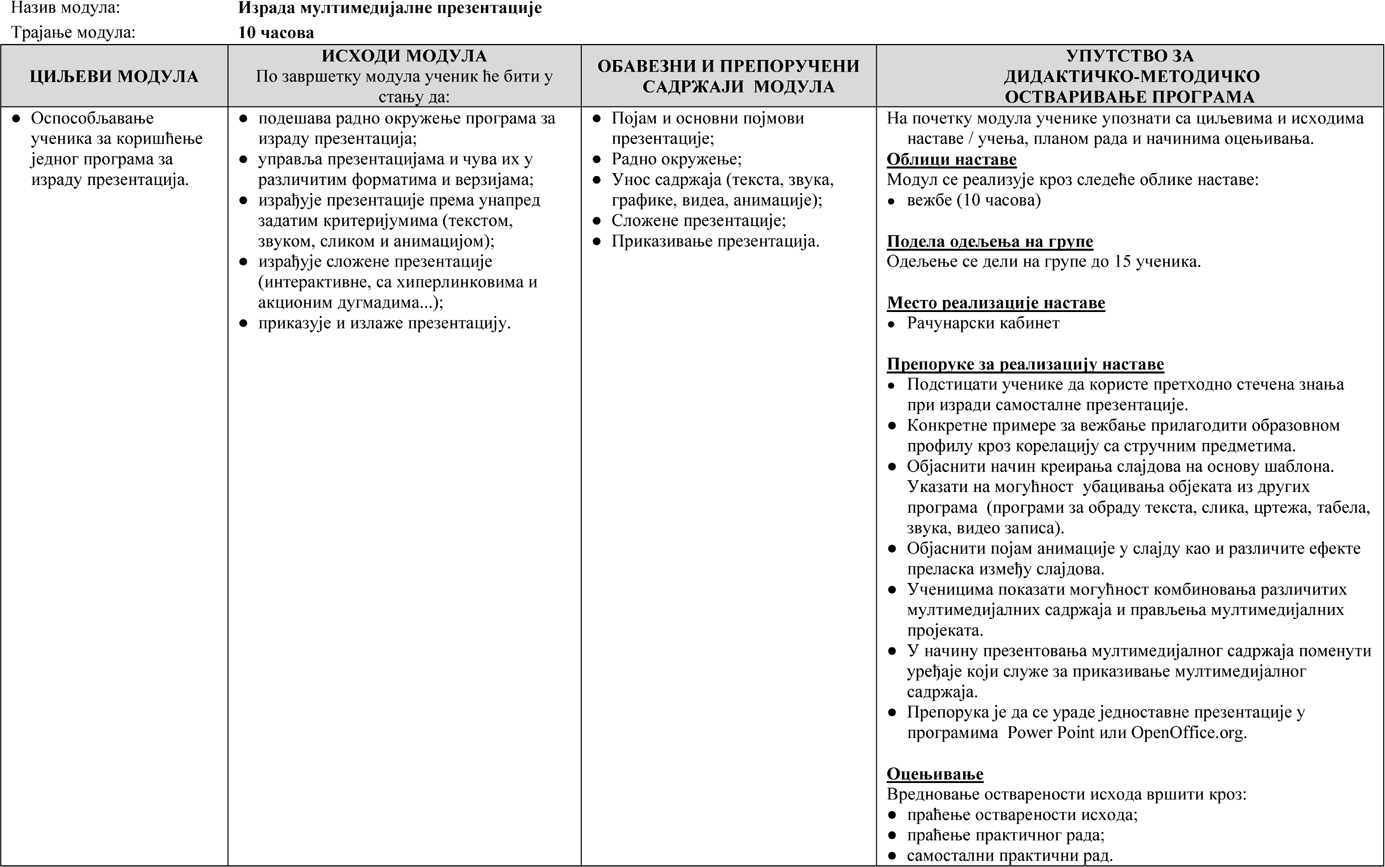 Назив модула: Израда мултимедијалне презентације
Трајање модула: 10 часова
ЦИЉЕВИ МОДУЛА
ИСХОДИ МОДУЛА
По завршетку модула ученик ће бити у
стању да:
ОБАВЕЗНИ И ПРЕПОРУЧЕНИ
САДРЖАЈИ МОДУЛА
УПУТСТВО ЗА
ДИДАКТИЧКО-МЕТОДИЧКО
ОСТВАРИВАЊЕ ПРОГРАМА
● Оспособљавање
ученика за коришћење
једног програма за
израду презентација.
● подешава радно окружење програма за
израду презентација;
● управља презентацијама и чува их у
различитим форматима и верзијама;
● израђује презентације према унапред
задатим критеријумима (текстом,
звуком, сликом и анимацијом);
● израђује сложене презентације
(интерактивне, са хиперлинковима и
акционим дугмадима...);
● приказује и излаже презентацију.
● Појам и основни појмови
презентације;
● Радно окружење;
● Унос садржаја (текста, звука,
графике, видеа, анимације);
● Сложене презентације;
● Приказивање презентација.
На почетку модула ученике упознати са циљевима и исходима
наставе / учења, планом рада и начинима оцењивања.
Облици наставе
Модул се реализује кроз следеће облике наставе:
● вежбе (10 часова)
Подела одељења на групе
Одељење се дели на групе до 15 ученика.
Место реализације наставе
● Рачунарски кабинет
Препоруке за реализацију наставе
● Подстицати ученике да користе претходно стечена знања
при изради самосталне презентације.
● Конкретне примере за вежбање прилагодити образовном
профилу кроз корелацију са стручним предметима.
● Објаснити начин креирања слајдова на основу шаблона.
Указати на могућност убацивања објеката из других
програма (програми за обраду текста, слика, цртежа, табела,
звука, видео записа).
● Објаснити појам анимације у слајду као и различите ефекте
преласка између слајдова.
● Ученицима показати могућност комбиновања различитих
мултимедијалних садржаја и прављења мултимедијалних
пројеката.
● У начину презентовања мултимедијалног садржаја поменути
уређаје који служе за приказивање мултимедијалног
садржаја.
● Препорука је да се ураде једноставне презентације у
програмима Power Point или OpenOffice.org.
Оцењивање
Вредновање остварености исхода вршити кроз:
● праћење остварености исхода;
● праћење практичног рада;
● самостални практични рад.